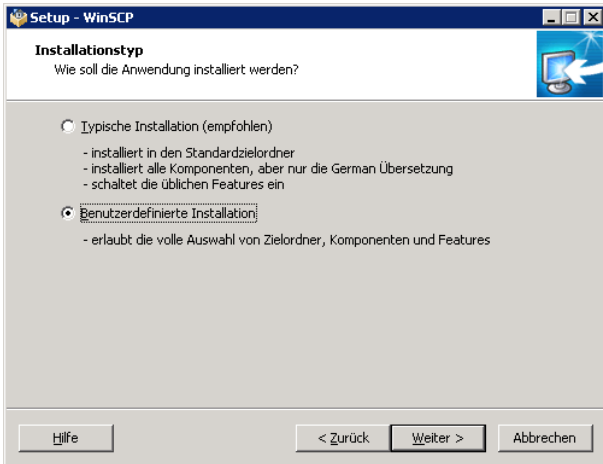 Setup - WinSCP
Installationstyp
Wie soll die Anwendung installiert werden?
Typische Installation (empfohlen)
- installiert in den Standardzielordner
- installiert alle Komponenten, aber nur die German Übersetzung
- schaltet die üblichen Features ein
Benutzerdefinierte Installation
- erlaubt die volle Auswahl von Zielordner, Komponenten und Features
Hilfe
< Zurück
Weiter >
Abbrechen